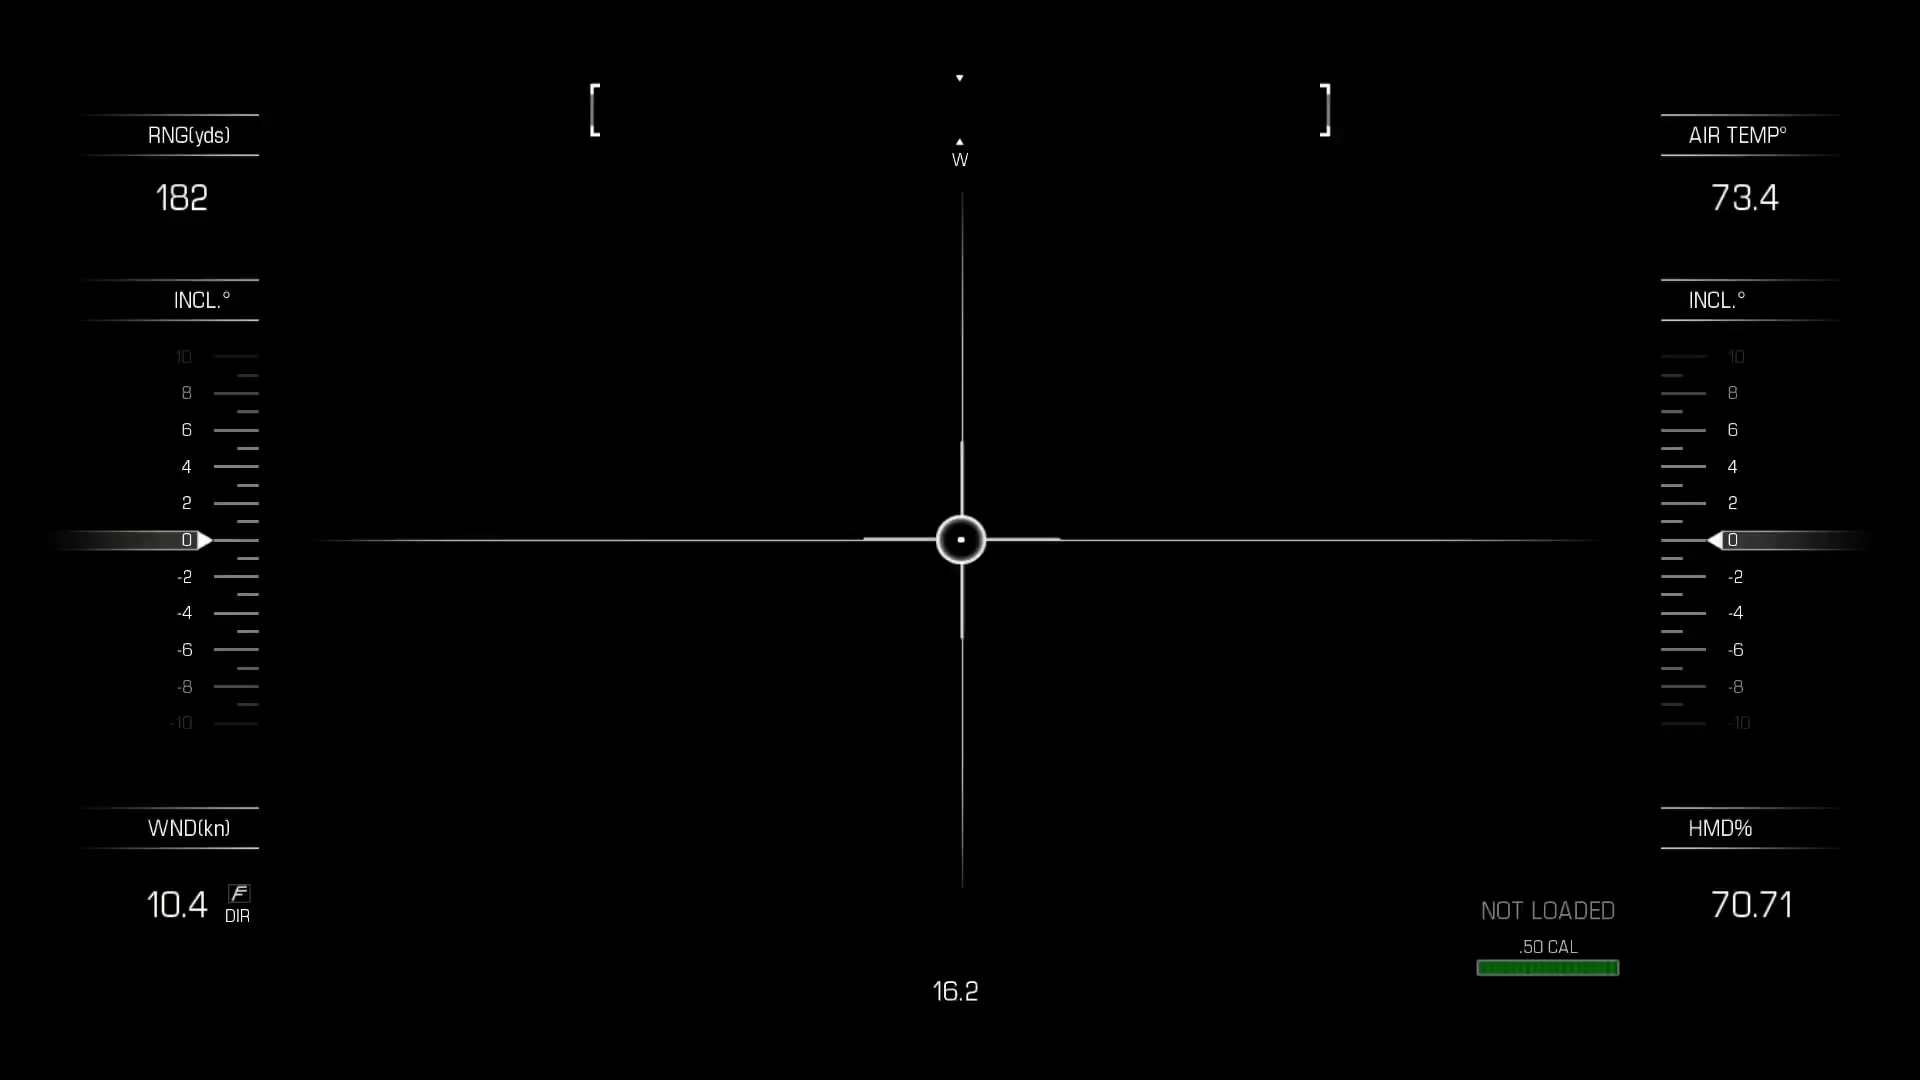 RNG(yds)
182
INCL.°
10
8
6
4
2
0
-2
-4
-6
-8
-10
WND(kn)
10.4
F
DIR
W
16.2
AIR TEMP°
73.4
INCL.°
10
8
6
4
2
0
-2
-4
-6
-8
-10
HMD%
70.71
NOT LOADED
.50 CAL